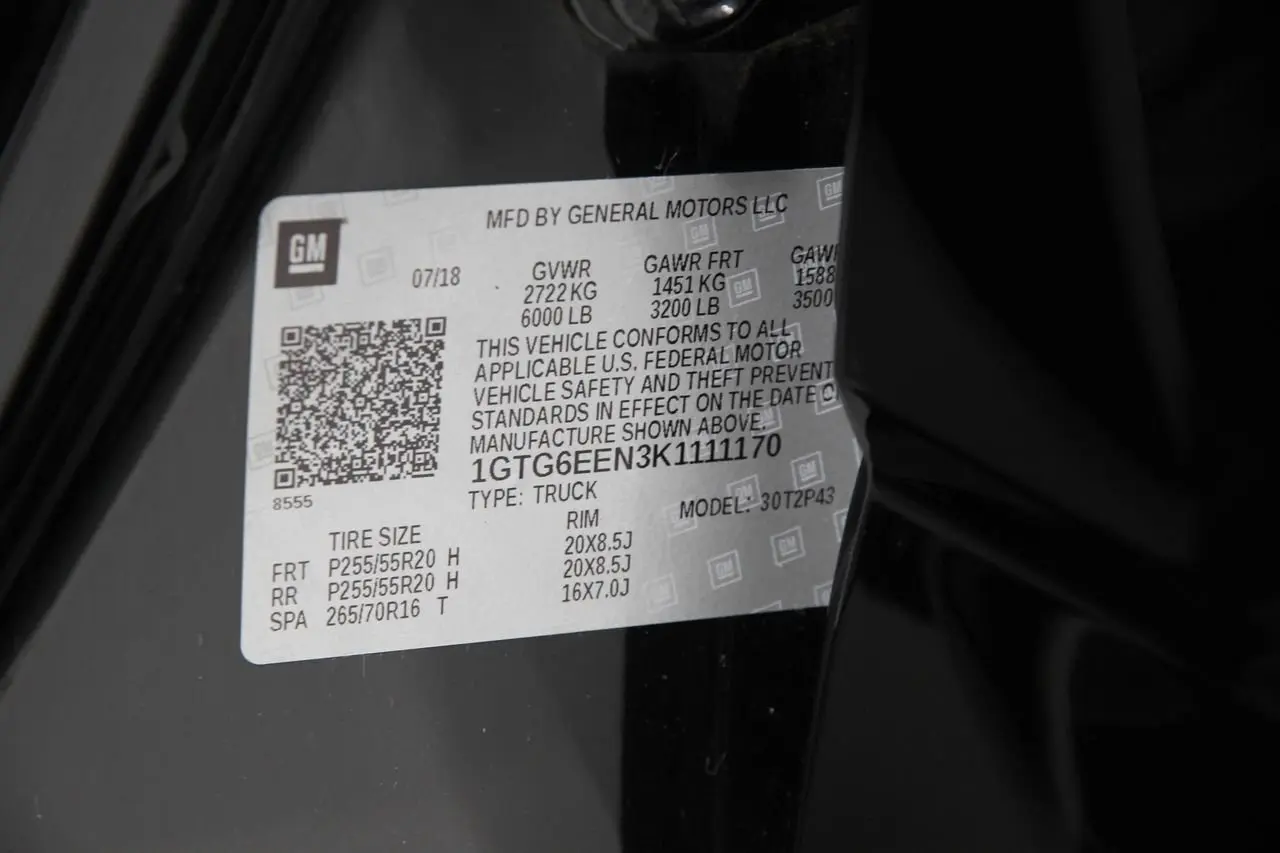 GM
MFD BY GENERAL MOTORS LLC
07/18 GVWR GAWR FRT
2722 KG 1451 KG 1588
6000 LB 3200 LB 3500
THIS VEHICLE CONFORMS TO ALL
APPLICABLE U.S. FEDERAL MOTOR
VEHICLE SAFETY AND THEFT PREVENT
STANDARDS IN EFFECT ON THE DATE O
MANUFACTURE SHOWN ABOVE.
1GTG6EEN3K1111170
8555
TYPE: TRUCK MODEL: 30T2P43
TIRE SIZE RIM
FRT P255/55R20 H 20X8.5J
RR P255/55R20 H 20X8.5J
SPA 265/70R16 T 16X7.0J